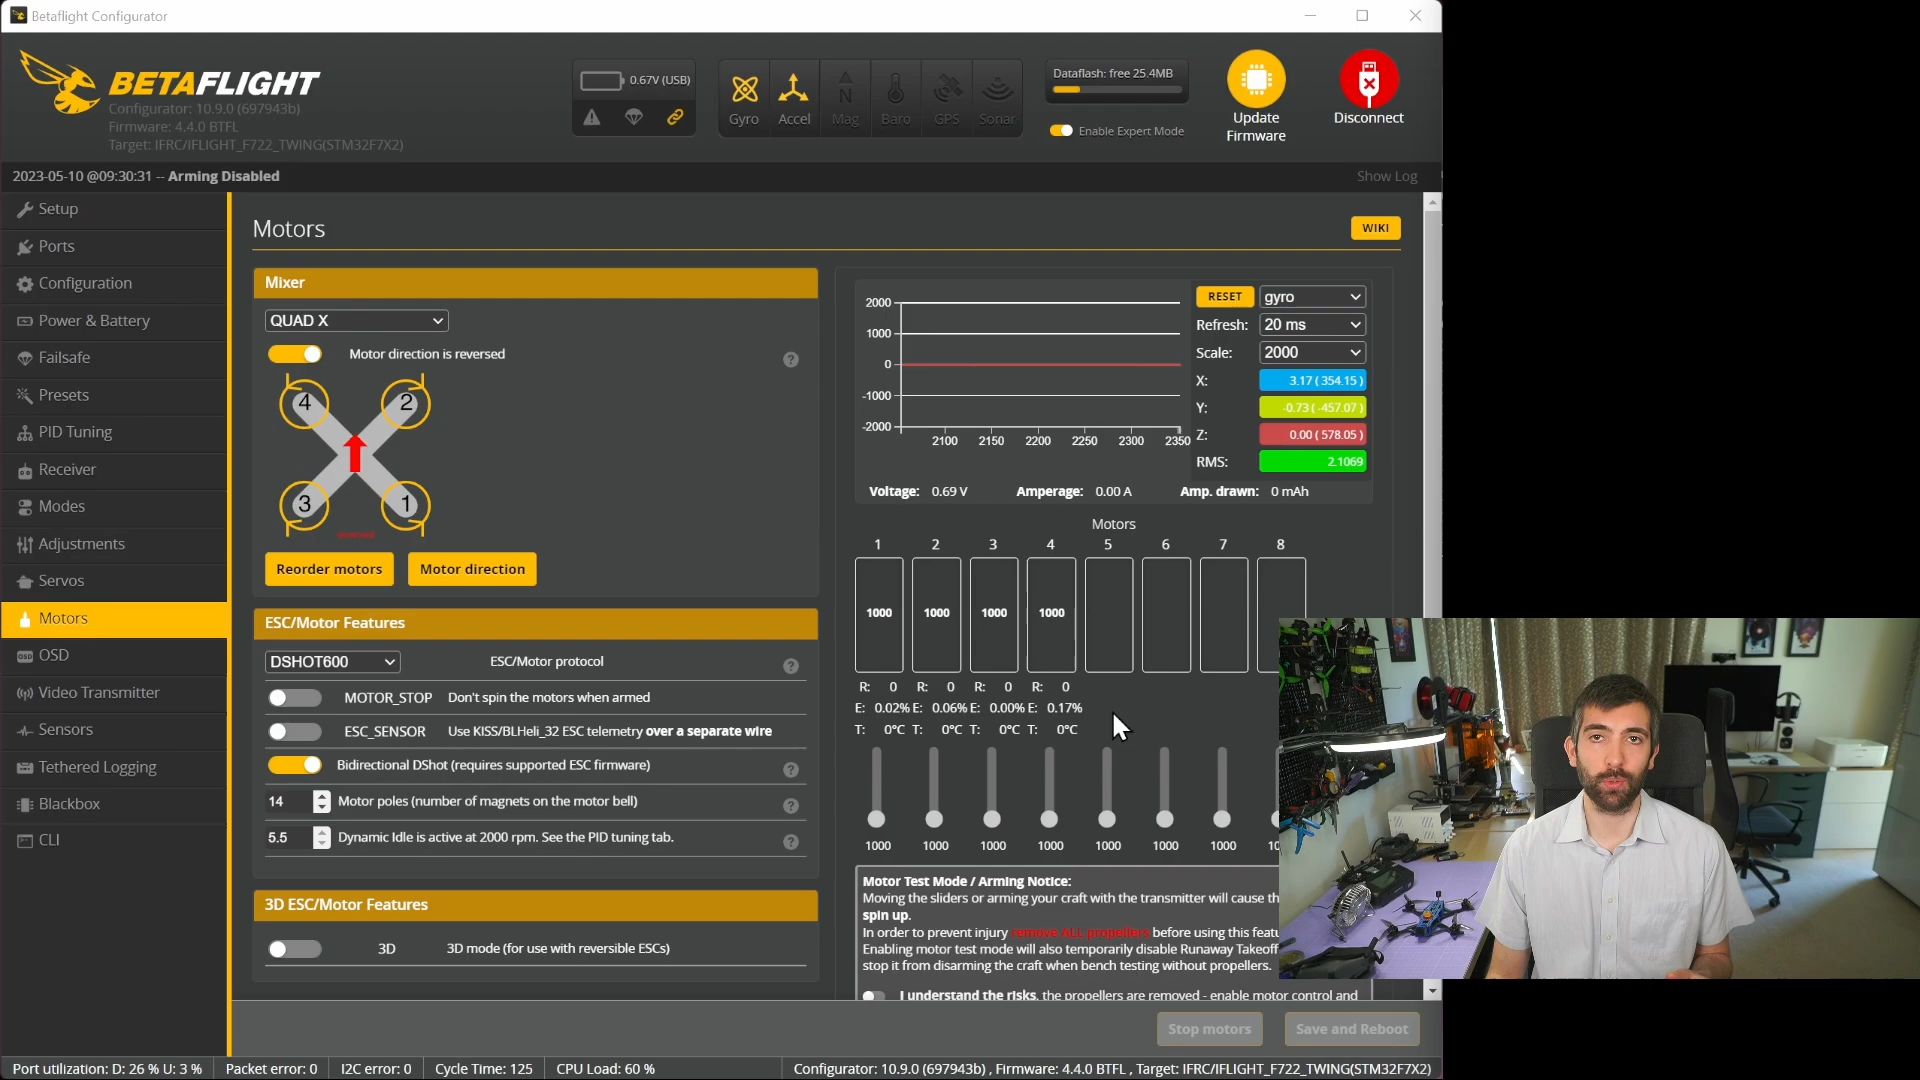 Betaflight Configurator
BETAFLIGHT
Configurator: 10.9.0 (697943b)
Firmware: 4.4.0 BTFL
Target: IFRC/IFLIGHT_F722_TWING(STM32F7X2)
0.67V (USB)
Gyro
Accel
Mag
Baro
GPS
Sonar
Dataflash: free 25.4MB
Enable Expert Mode
Update
Firmware
Disconnect
2023-05-10 @09:30:31 -- Arming Disabled
Show Log
Setup
Ports
Configuration
Power & Battery
Failsafe
Presets
PID Tuning
Receiver
Modes
Adjustments
Servos
Motors
OSD
Video Transmitter
Sensors
Tethered Logging
Blackbox
CLI
Motors
WIKI
Mixer
QUAD X
Motor direction is reversed
?
4
2
3
1
Reorder motors
Motor direction
ESC/Motor Features
DSHOT600
ESC/Motor protocol
?
MOTOR_STOP Don't spin the motors when armed
ESC_SENSOR Use KISS/BLHeli_32 ESC telemetry over a separate wire
Bidirectional DShot (requires supported ESC firmware)
?
14 Motor poles (number of magnets on the motor bell)
?
5.5 Dynamic Idle is active at 2000 rpm. See the PID tuning tab.
?
3D ESC/Motor Features
3D 3D mode (for use with reversible ESCs)
2000
1000
0
-1000
-2000
2100 2150 2200 2250 2300 2350
RESET gyro
Refresh: 20 ms
Scale: 2000
X: 3.17 ( 354.15 )
Y: -0.73 ( -457.07 )
Z: 0.00 ( 578.05 )
RMS: 2.1069
Voltage: 0.69 V Amperage: 0.00 A Amp. drawn: 0 mAh
Motors
1 2 3 4 5 6 7 8
1000 1000 1000 1000
R: 0 R: 0 R: 0 R: 0
E: 0.02% E: 0.06% E: 0.00% E: 0.17%
T: 0°C T: 0°C T: 0°C T: 0°C
1000 1000 1000 1000 1000 1000 1000 10
Motor Test Mode / Arming Notice:
Moving the sliders or arming your craft with the transmitter will cause th
spin up.
In order to prevent injury remove ALL propellers before using this featu
Enabling motor test mode will also temporarily disable Runaway Takeoff
stop it from disarming the craft when bench testing without propellers.
I understand the risks, the propellers are removed - enable motor control and
Stop motors
Save and Reboot
Port utilization: D: 26 % U: 3 %
Packet error: 0
I2C error: 0
Cycle Time: 125
CPU Load: 60 %
Configurator: 10.9.0 (697943b) , Firmware: 4.4.0 BTFL , Target: IFRC/IFLIGHT_F722_TWING(STM32F7X2)